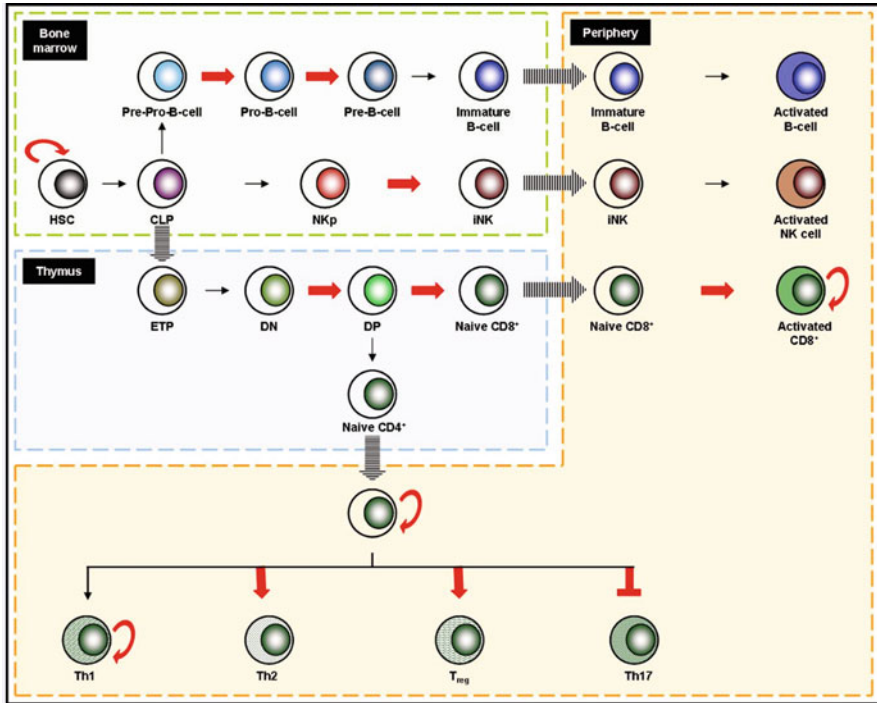 Bone
marrow
Periphery
Pre-Pro-B-cell
Pro-B-cell
Pre-B-cell
Immature
B-cell
Immature
B-cell
Activated
B-cell
HSC
CLP
NKp
iNK
iNK
Activated
NK cell
Thymus
ETP
DN
DP
Naive CD8⁺
Naive CD8⁺
Activated
CD8⁺
Naive CD4⁺
Th1
Th2
Treg
Th17